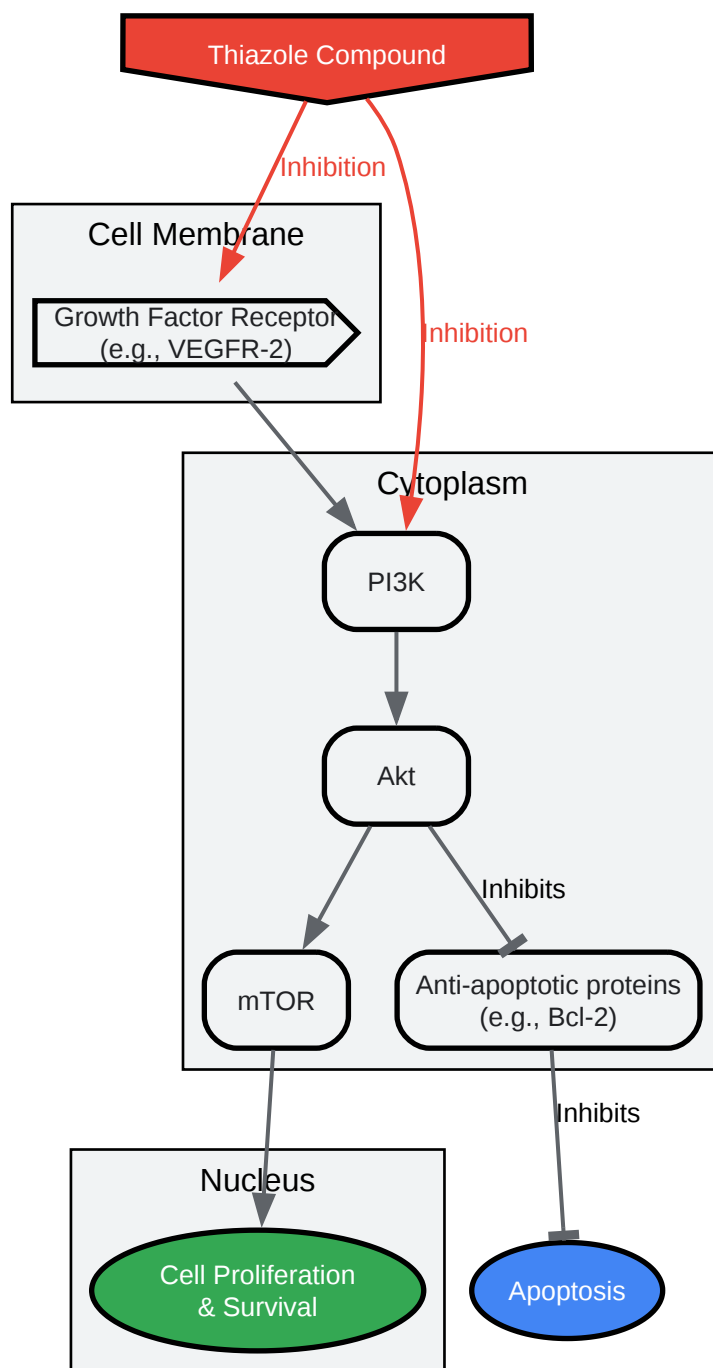 Thiazole Compound
Inhibition
Cell Membrane
Growth Factor Receptor
(e.g., VEGFR-2)
Inhibition
Cytoplasm
PI3K
Akt
Inhibits
mTOR
Anti-apoptotic proteins
(e.g., Bcl-2)
Inhibits
Nucleus
Cell Proliferation
& Survival
Apoptosis